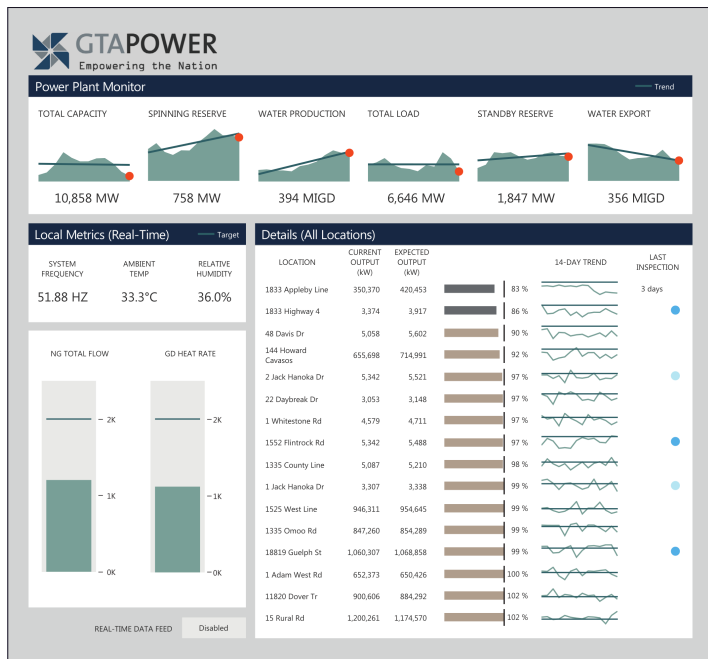 GTAPOWER
Empowering the Nation
Power Plant Monitor
Trend
TOTAL CAPACITY SPINNING RESERVE WATER PRODUCTION TOTAL LOAD STANDBY RESERVE WATER EXPORT
10,858 MW 758 MW 394 MIGD 6,646 MW 1,847 MW 356 MIGD
Local Metrics (Real-Time) Target
SYSTEM
FREQUENCY
AMBIENT
TEMP
RELATIVE
HUMIDITY
51.88 HZ 33.3°C 36.0%
NG TOTAL FLOW GD HEAT RATE
2K 2K
1K 1K
0K 0K
REAL-TIME DATA FEED Disabled
Details (All Locations)
LOCATION
CURRENT
OUTPUT
(kW)
EXPECTED
OUTPUT
(kW)
14-DAY TREND
LAST
INSPECTION
1833 Appleby Line 350,370 420,453 83 % 3 days
1833 Highway 4 3,374 3,917 86 %
48 Davis Dr 5,058 5,602 90 %
144 Howard
Cavasos 655,698 714,991 92 %
2 Jack Hanoka Dr 5,342 5,521 97 %
22 Daybreak Dr 3,053 3,148 97 %
1 Whitestone Rd 4,579 4,711 97 %
1552 Flintrock Rd 5,342 5,488 97 %
1335 County Line 5,087 5,210 98 %
1 Jack Hanoka Dr 3,307 3,338 99 %
1525 West Line 946,311 954,645 99 %
1335 Omoo Rd 847,260 854,289 99 %
18819 Guelph St 1,060,307 1,068,858 99 %
1 Adam West Rd 652,373 650,426 100 %
11820 Dover Tr 900,606 884,292 102 %
15 Rural Rd 1,200,261 1,174,570 102 %